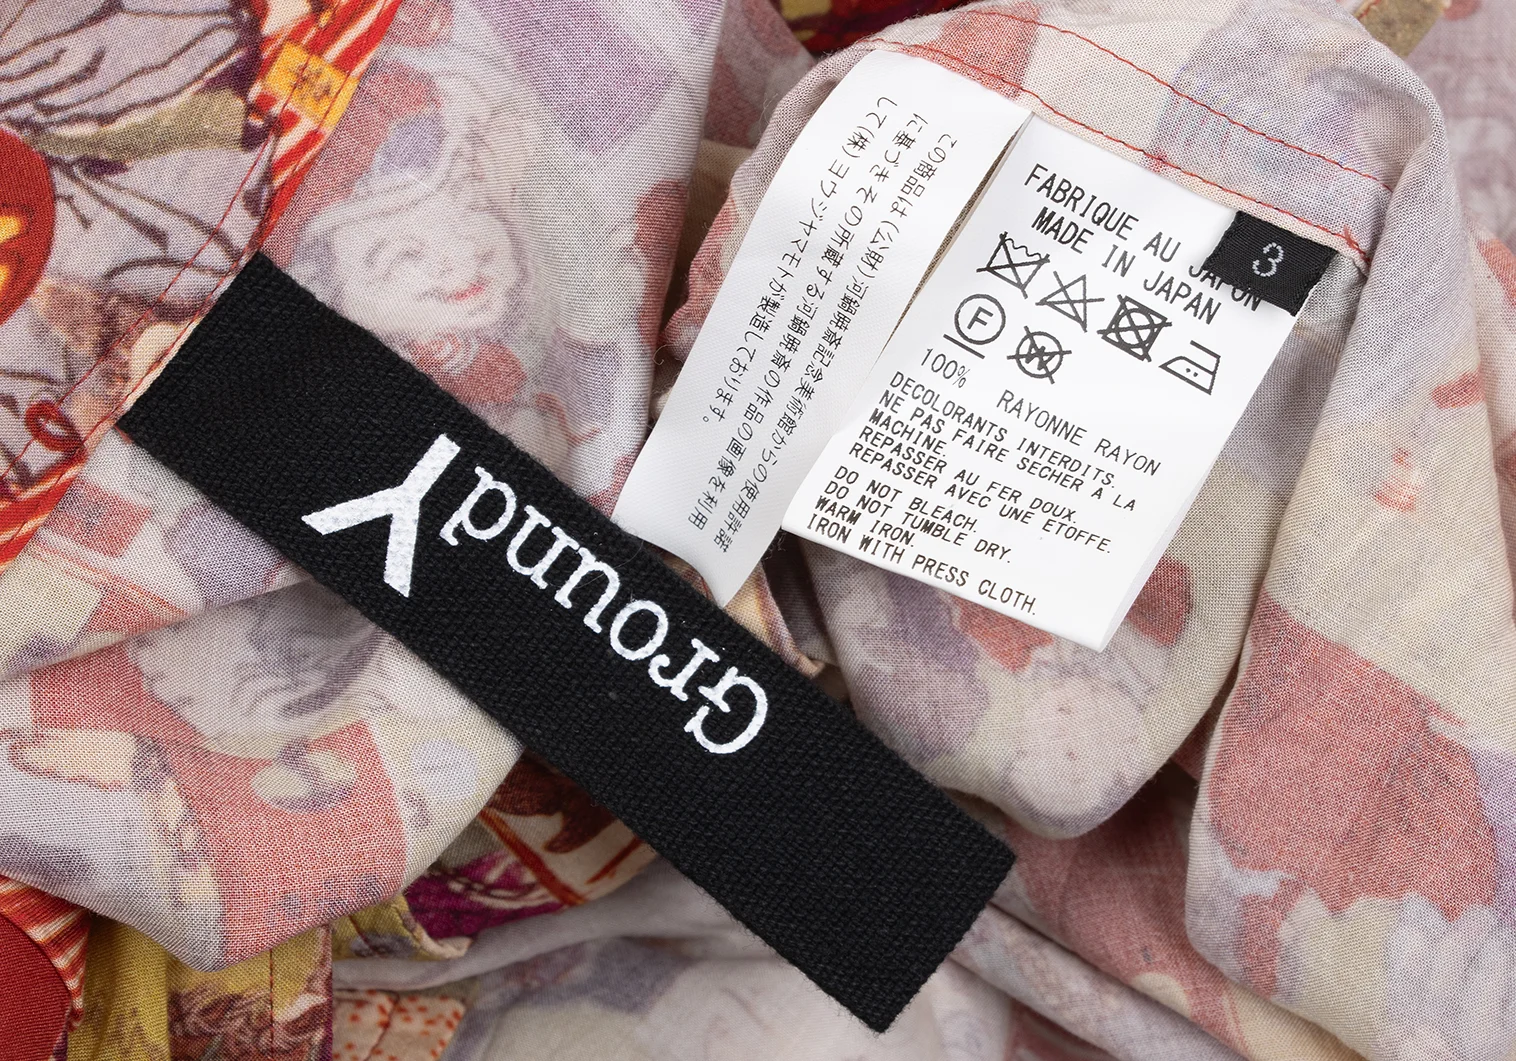 GroundY
この商品は(公財)河鍋暁斎記念美術館からの使用許諾
に基づきその所蔵する河鍋暁斎の作品の画像を利用
して(株)ヨウジヤマモトが製造しております。
3
FABRIQUE AU JAPON
MADE IN JAPAN
F
W
100% RAYONNE RAYON
DECOLORANTS INTERDITS.
NE PAS FAIRE SECHER A LA
MACHINE.
REPASSER AU FER DOUX.
REPASSER AVEC UNE ETOFFE.
DO NOT BLEACH.
DO NOT TUMBLE DRY.
WARM IRON.
IRON WITH PRESS CLOTH.